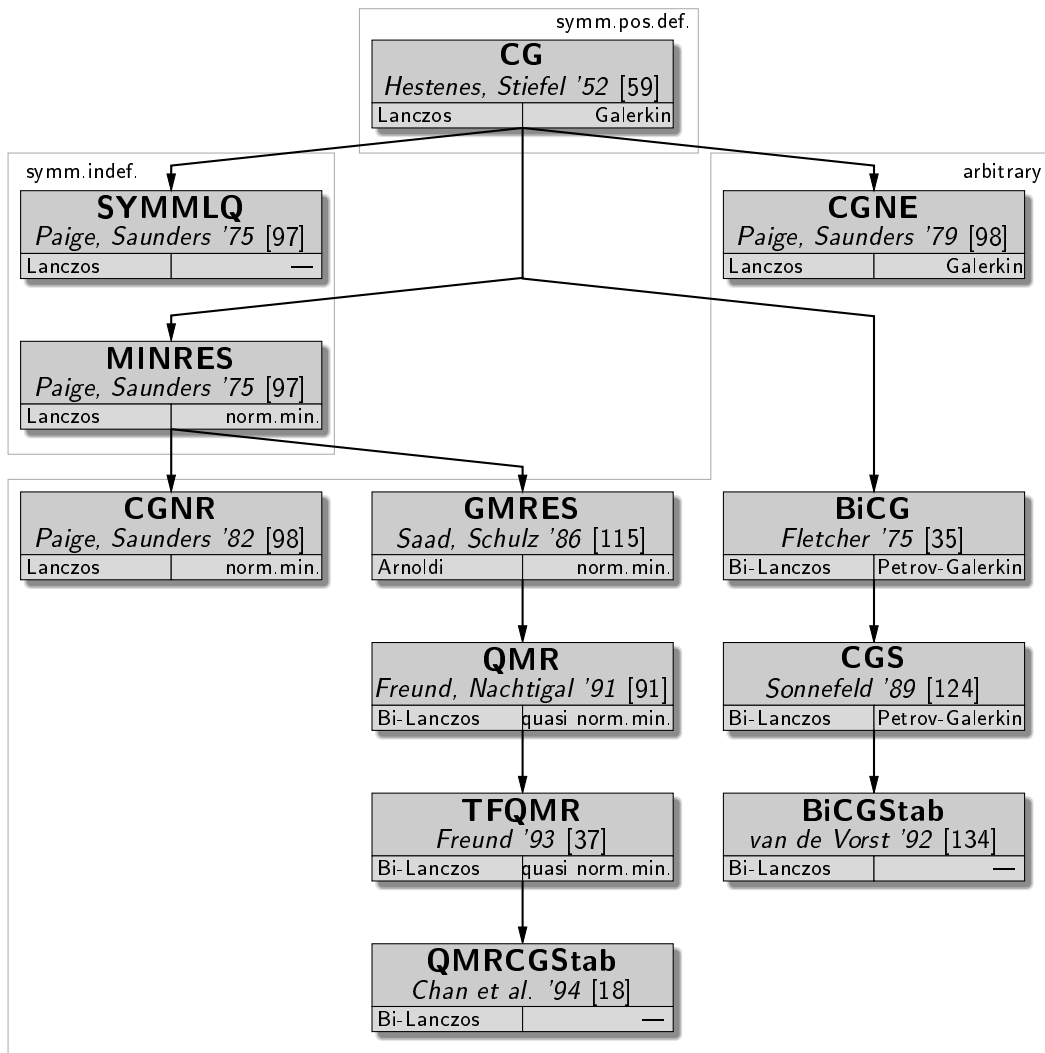 symm.pos.def.
CG
Hestenes, Stiefel '52 [59]
Lanczos Galerkin
symm.indef.
arbitrary
SYMMLQ
Paige, Saunders '75 [97]
Lanczos —
CGNE
Paige, Saunders '79 [98]
Lanczos Galerkin
MINRES
Paige, Saunders '75 [97]
Lanczos norm.min.
CGNR
Paige, Saunders '82 [98]
Lanczos norm.min.
GMRES
Saad, Schulz '86 [115]
Arnoldi norm.min.
BiCG
Fletcher '75 [35]
Bi-Lanczos Petrov-Galerkin
QMR
Freund, Nachtigal '91 [91]
Bi-Lanczos quasi norm.min.
CGS
Sonnefeld '89 [124]
Bi-Lanczos Petrov-Galerkin
TFQMR
Freund '93 [37]
Bi-Lanczos quasi norm.min.
BiCGStab
van de Vorst '92 [134]
Bi-Lanczos —
QMRCGStab
Chan et al. '94 [18]
Bi-Lanczos —